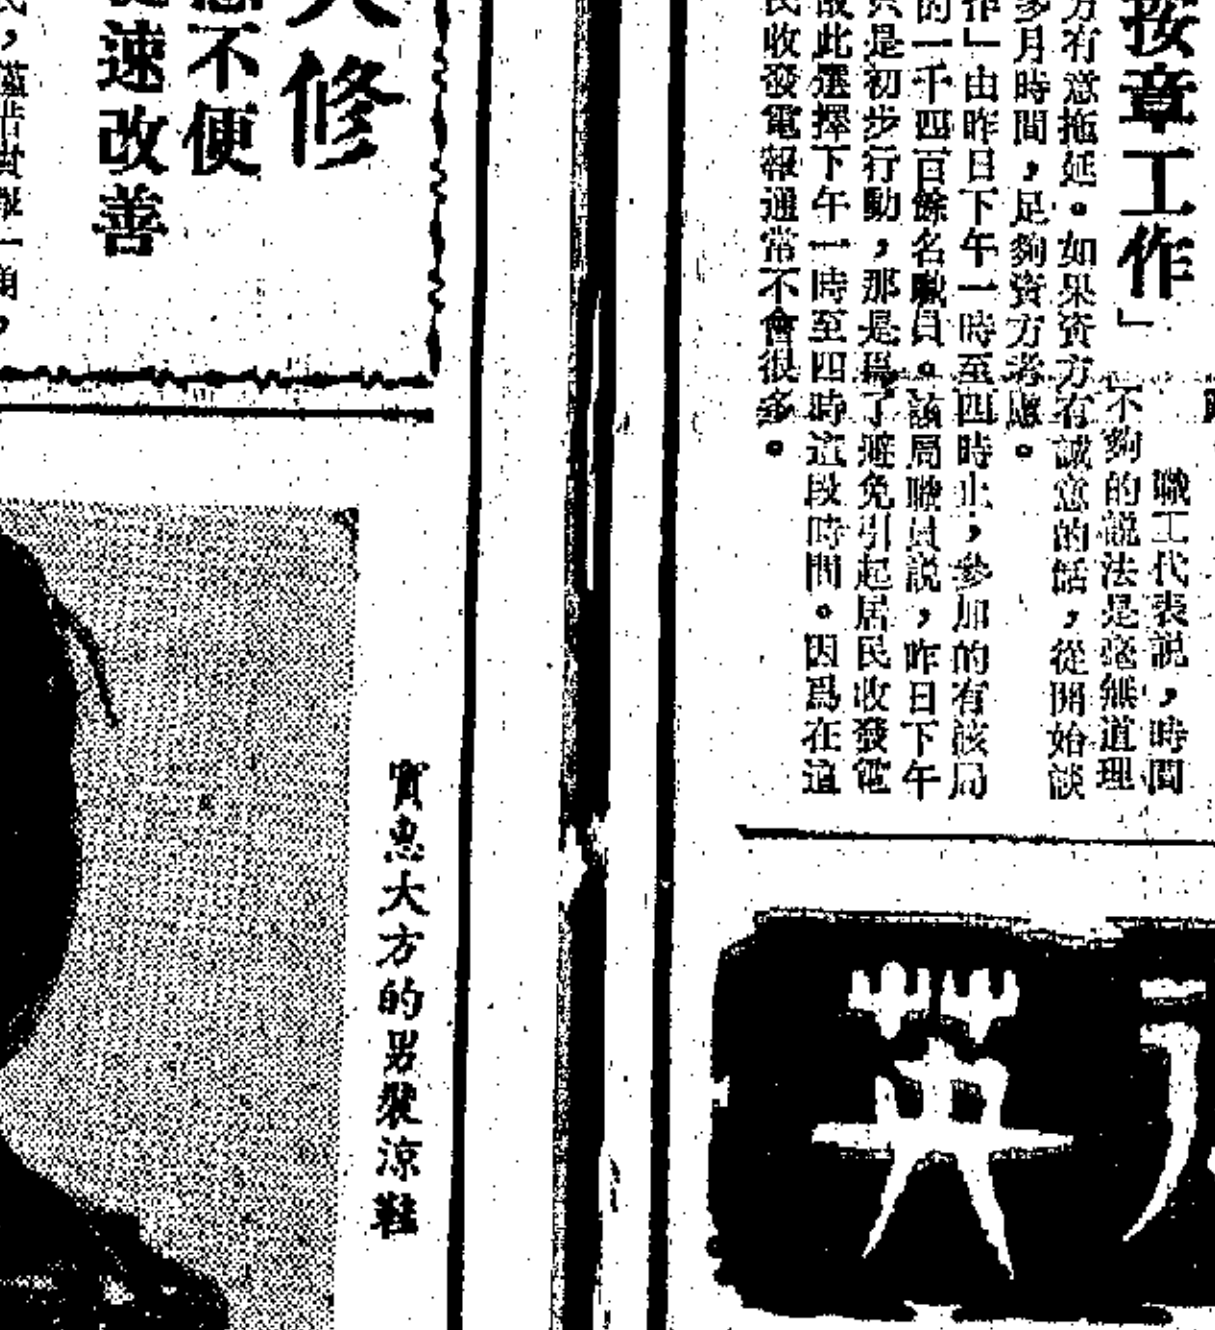 按章工作」
職工代表説，時間
不夠的説法是毫無道理
方有意拖延。如果資方有誠意的話，從開始談
多月時間，足夠資方考慮。
作」由昨日下午一時至四時止，參加的有該局
的一千四百餘名職員。該局職員説，昨日下午
只是初步行動，那是爲了避免引起居民收發電
故此選擇下午一時至四時這段時間。因爲在這
民收發電報通常不會很多。
英
大修
不便
速改善
實惠大方的男裝涼鞋